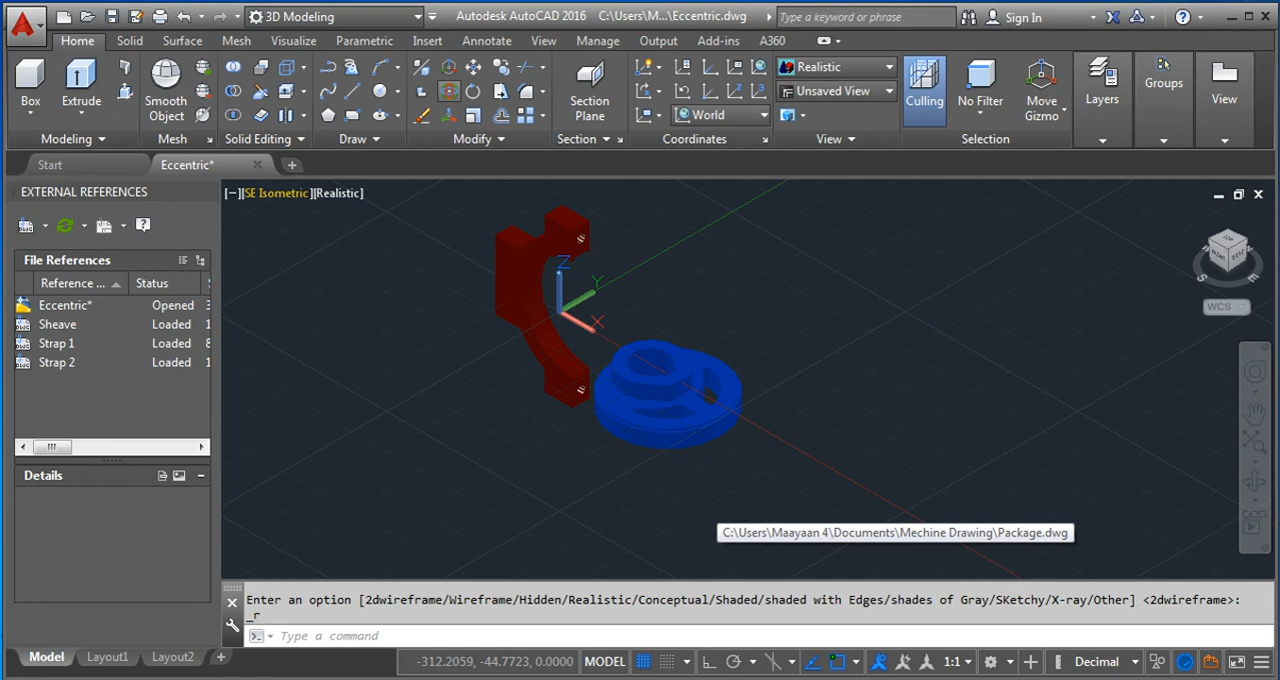 3D Modeling Autodesk AutoCAD 2016 C:\Users\M...\Eccentric.dwg Type a keyword or phrase Sign In
Home Solid Surface Mesh Visualize Parametric Insert Annotate View Manage Output Add-ins A360
Realistic
Unsaved View
World
Box Extrude Smooth Object Section Plane Culling No Filter Move Gizmo Layers Groups View
Modeling Mesh Solid Editing Draw Modify Section Coordinates View Selection
Start Eccentric*
EXTERNAL REFERENCES
[−][SE Isometric][Realistic]
File References
Reference ... Status
Eccentric* Opened 3
Sheave Loaded 1
Strap 1 Loaded 8
Strap 2 Loaded 1
Details
Z
Y
X
WCS
C:\Users\Maayaan 4\Documents\Mechine Drawing\Package.dwg
Enter an option [2dwireframe/Wireframe/Hidden/Realistic/Conceptual/Shaded/shaded with Edges/shades of Gray/SKetchy/X-ray/Other] <2dwireframe>:
_r
Type a command
Model Layout1 Layout2 -312.2059, -44.7723, 0.0000 MODEL 1:1 Decimal